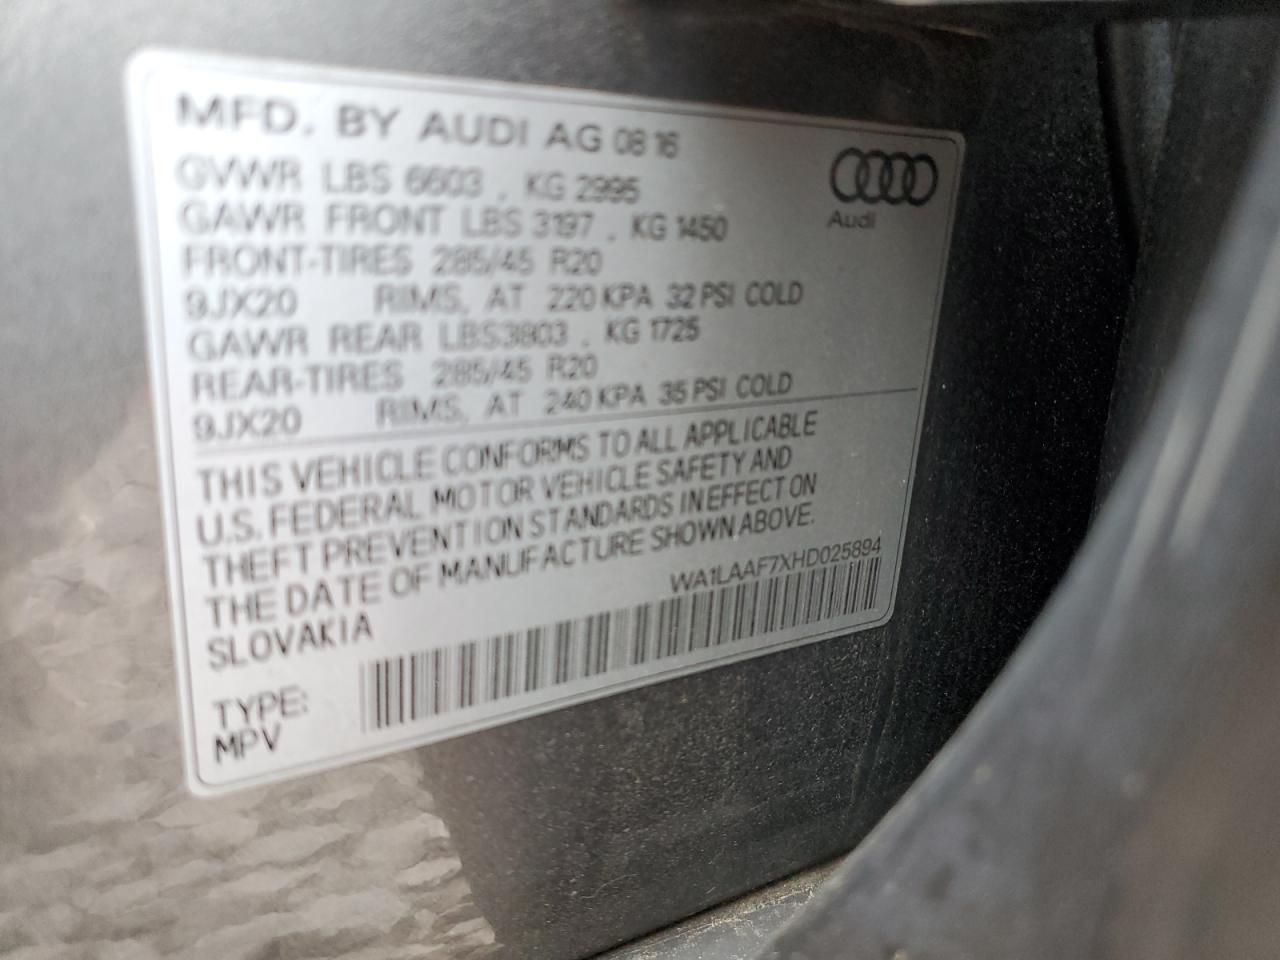 MFD. BY AUDI AG 08 16
GVWR LBS 6603 . KG 2995
GAWR FRONT LBS 3197 . KG 1450
FRONT-TIRES 285/45 R20
9JX20 RIMS, AT 220 KPA 32 PSI COLD
GAWR REAR LBS3803 . KG 1725
REAR-TIRES 285/45 R20
9JX20 RIMS, AT 240 KPA 35 PSI COLD
Audi
THIS VEHICLE CONFORMS TO ALL APPLICABLE
U.S. FEDERAL MOTOR VEHICLE SAFETY AND
THEFT PREVENTION STANDARDS IN EFFECT ON
THE DATE OF MANUFACTURE SHOWN ABOVE.
SLOVAKIA
WA1LAAF7XHD025894
TYPE:
MPV